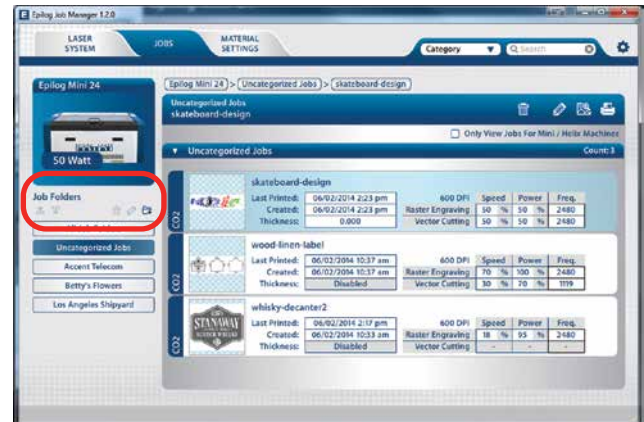 Epilog Job Manager 1.2.0
LASER SYSTEM
JOBS
MATERIAL SETTINGS
Category
Search
Epilog Mini 24
50 Watt
Job Folders
Uncategorized Jobs
Accent Telecom
Betty's Flowers
Los Angeles Shipyard
Epilog Mini 24 > Uncategorized Jobs > skateboard-design
Uncategorized Jobs
skateboard-design
Only View Jobs For Mini / Helix Machines
Uncategorized Jobs Count: 3
CO2
skateboard-design
Last Printed: 06/02/2014 2:23 pm 600 DPI Speed Power Freq.
Created: 06/02/2014 2:23 pm Raster Engraving 50 % 50 % 2480
Thickness: 0.000 Vector Cutting 50 % 50 % 2480
CO2
wood-linen-label
Last Printed: 06/02/2014 10:37 am 600 DPI Speed Power Freq.
Created: 06/02/2014 10:37 am Raster Engraving 70 % 100 % 2480
Thickness: Disabled Vector Cutting 30 % 70 % 1119
CO2
STANAWAY
whisky-decanter2
Last Printed: 06/02/2014 2:17 pm 600 DPI Speed Power Freq.
Created: 06/02/2014 10:33 am Raster Engraving 18 % 95 % 2480
Thickness: Disabled Vector Cutting - - -